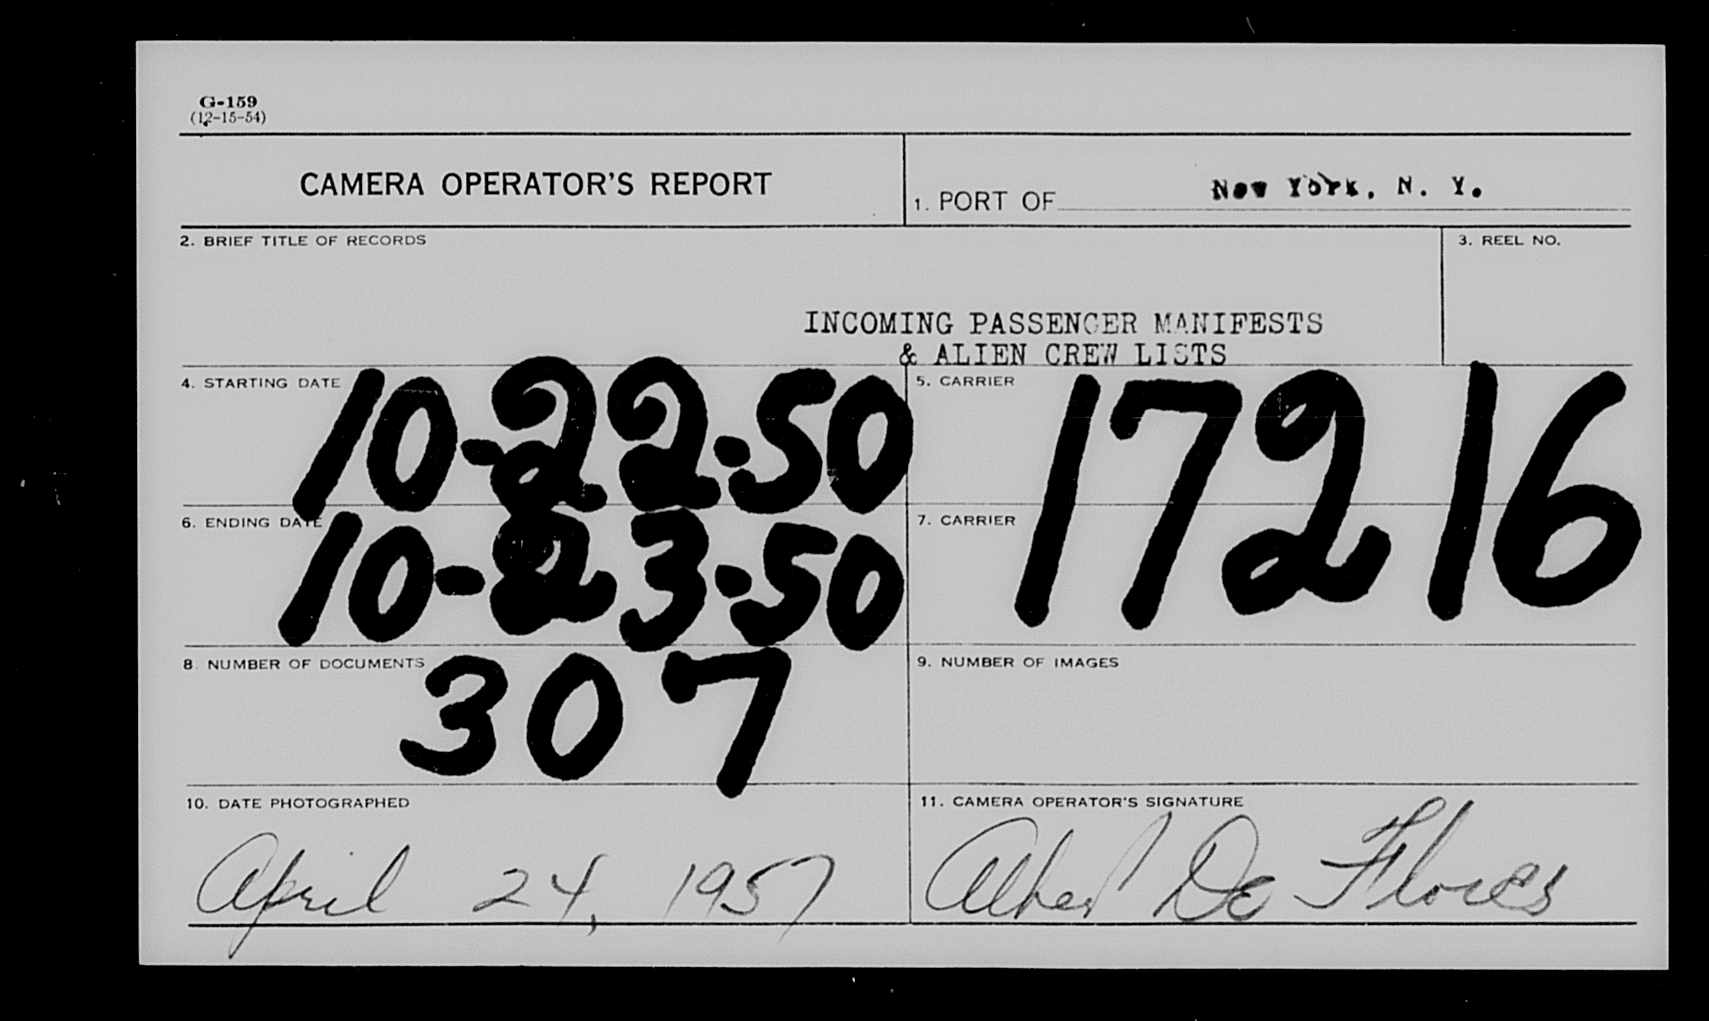 G-159
(12-15-54)
CAMERA OPERATOR'S REPORT
1. PORT OF New York, N. Y.
2. BRIEF TITLE OF RECORDS
3. REEL NO.
INCOMING PASSENGER MANIFESTS
& ALIEN CREW LISTS
4. STARTING DATE 10-22-50
5. CARRIER
17216
6. ENDING DATE 10-23-50
7. CARRIER
8. NUMBER OF DOCUMENTS 307
9. NUMBER OF IMAGES
10. DATE PHOTOGRAPHED
April 24, 1957
11. CAMERA OPERATOR'S SIGNATURE
Albert De Flores